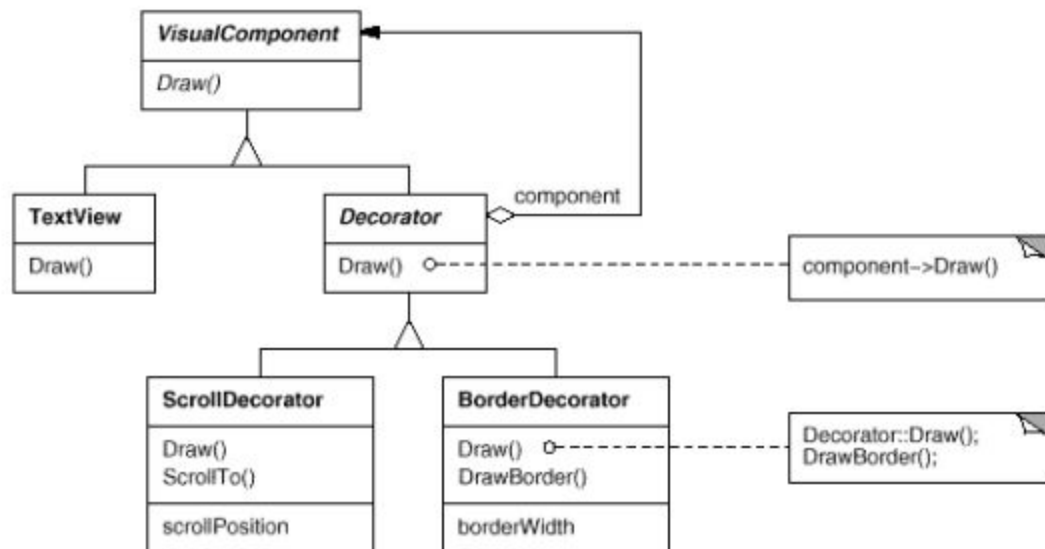 VisualComponent
Draw()
component
TextView
Draw()
Decorator
Draw()
component->Draw()
ScrollDecorator
Draw()
ScrollTo()
scrollPosition
BorderDecorator
Draw()
DrawBorder()
borderWidth
Decorator::Draw();
DrawBorder();